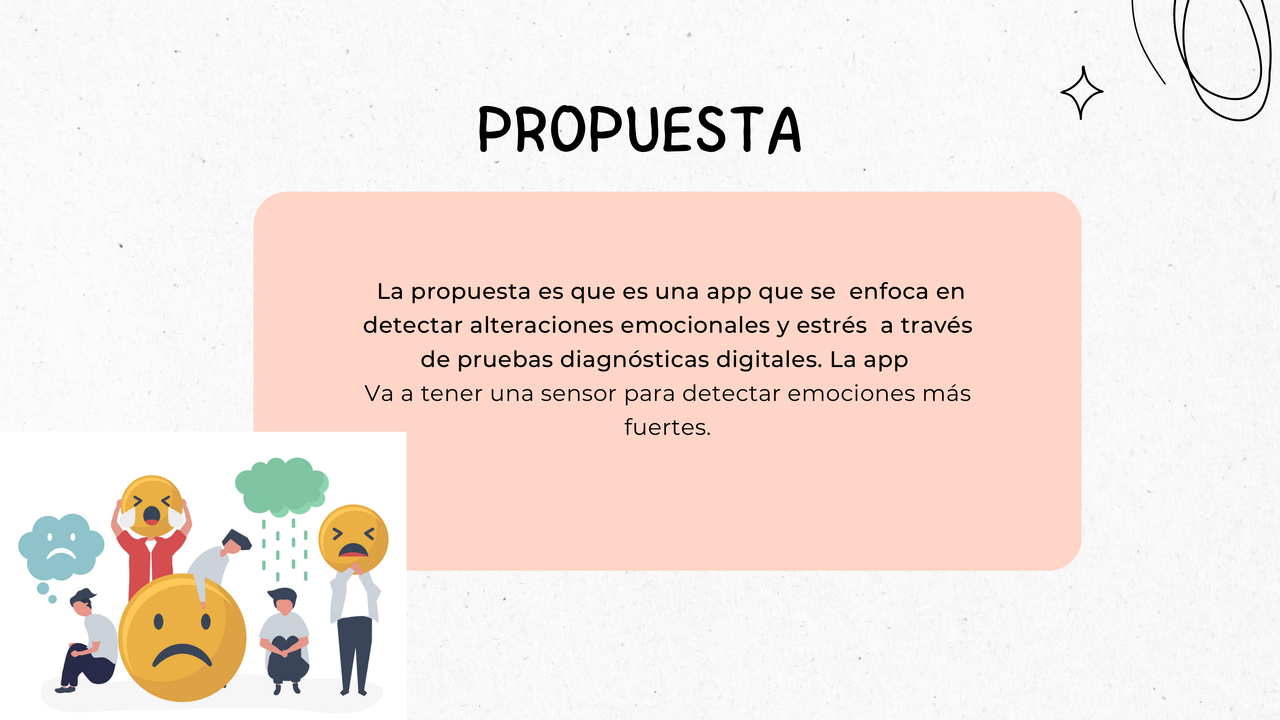 PROPUESTA
La propuesta es que es una app que se  enfoca en
detectar alteraciones emocionales y estrés  a través
de pruebas diagnósticas digitales. La app
Va a tener una sensor para detectar emociones más
fuertes.